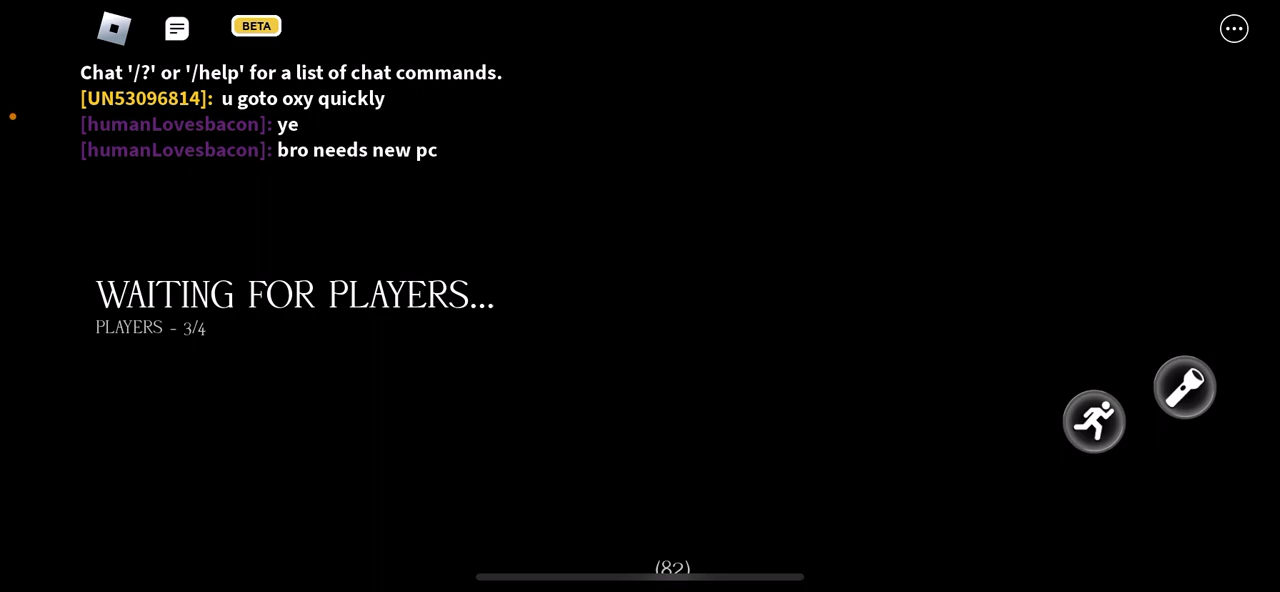 BETA
Chat '/?' or '/help' for a list of chat commands.
[UN53096814]: u goto oxy quickly
[humanLovesbacon]: ye
[humanLovesbacon]: bro needs new pc
WAITING FOR PLAYERS...
PLAYERS - 3/4
(82)